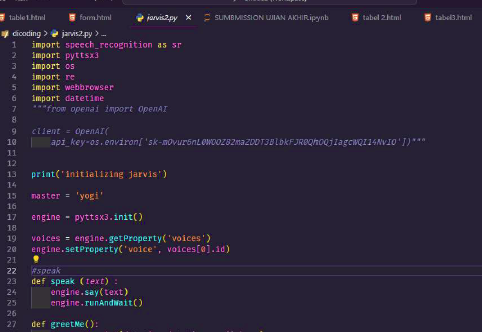 table1.html form.html jarvis2.py X SUMBMISSION UJIAN AKHIR.ipynb tabel 2.html tabel3.html
dicoding > jarvis2.py > ...
1 import speech_recognition as sr
2 import pyttsx3
3 import os
4 import re
5 import webbrowser
6 import datetime
7 """from openai import OpenAI
8
9 client = OpenAI(
10 api_key=os.environ[' '])"""
11
12
13 print('initializing jarvis')
14
15 master = 'yogi'
16
17 engine = pyttsx3.init()
18
19 voices = engine.getProperty('voices')
20 engine.setProperty('voice', voices[0].id)
21
22 #speak
23 def speak (text) :
24 engine.say(text)
25 engine.runAndWait()
26
27 def greetMe():